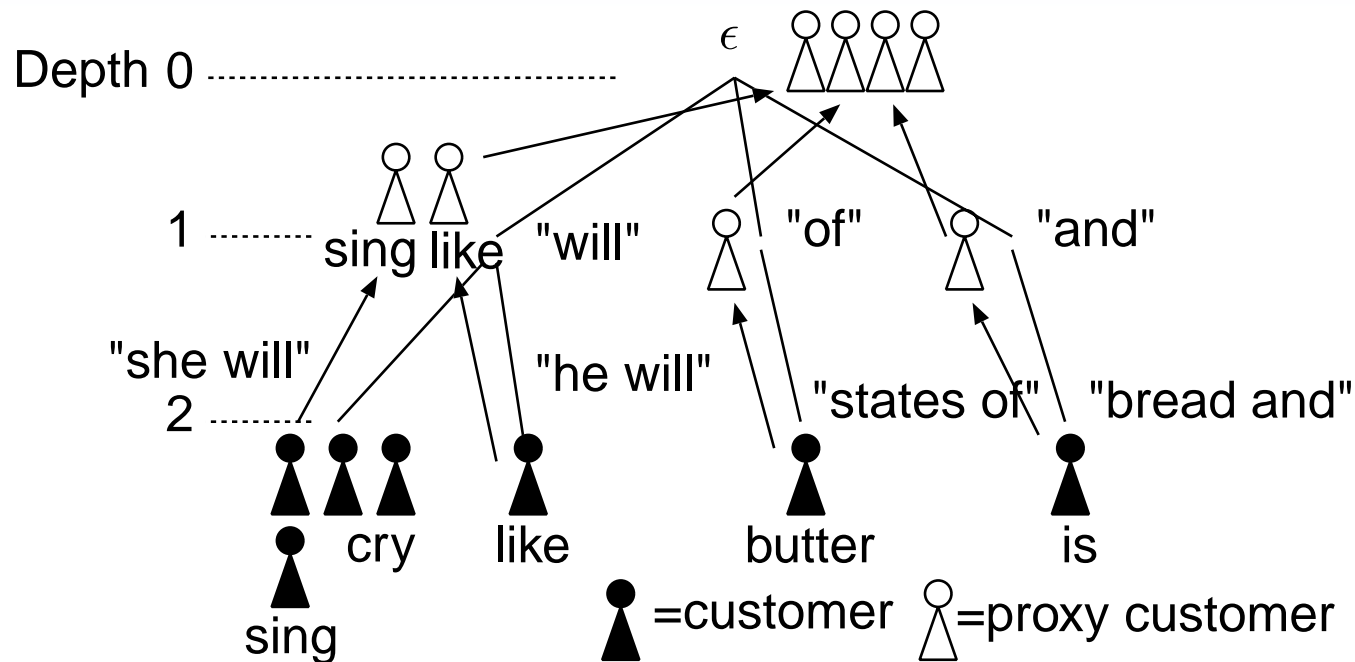 ϵ
Depth 0
1
sing like "will" "of" "and"
"she will" "he will"
2 "states of" "bread and"
cry like butter is
sing
=customer =proxy customer